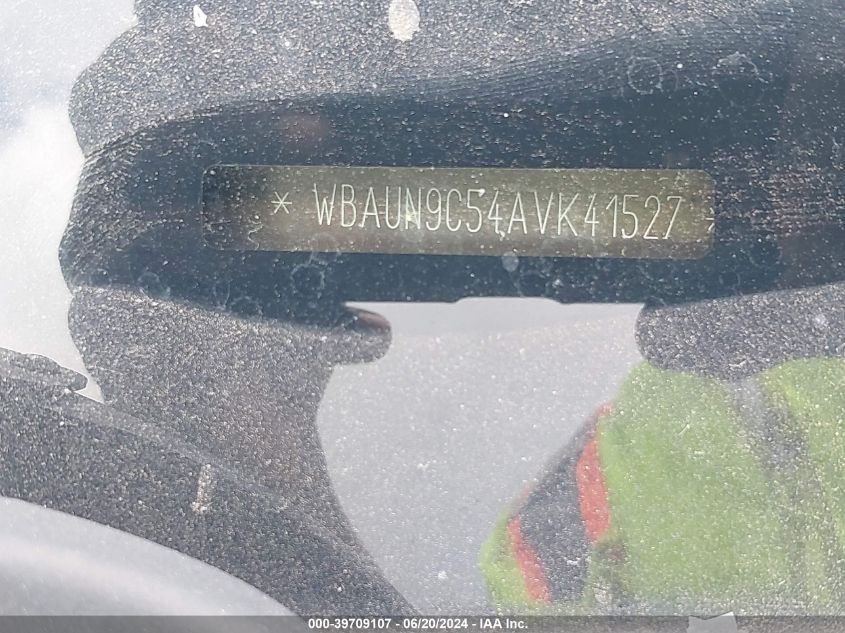 * WBAUN9C54AVK41527 *
000-39709107 - 06/20/2024 - IAA Inc.